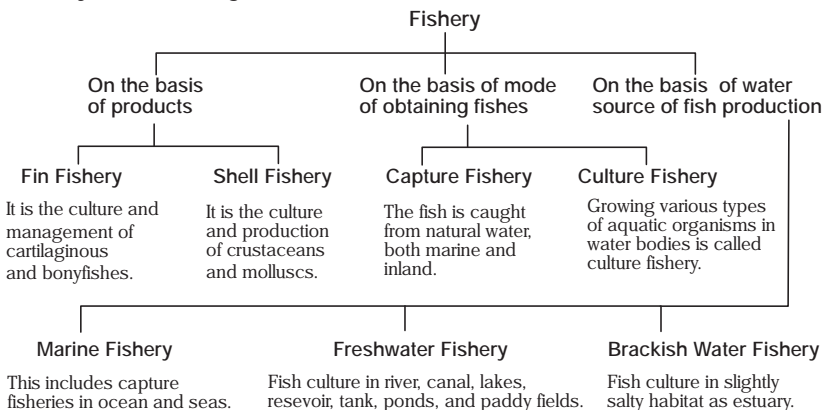 Fishery
On the basis
of products
On the basis of mode
of obtaining fishes
On the basis of water
source of fish production
Fin Fishery
It is the culture and
management of
cartilaginous
and bonyfishes.
Shell Fishery
It is the culture
and production
of crustaceans
and molluscs.
Capture Fishery
The fish is caught
from natural water,
both marine and
inland.
Culture Fishery
Growing various types
of aquatic organisms in
water bodies is called
culture fishery.
Marine Fishery
This includes capture
fisheries in ocean and seas.
Freshwater Fishery
Fish culture in river, canal, lakes,
resevoir, tank, ponds, and paddy fields.
Brackish Water Fishery
Fish culture in slightly
salty habitat as estuary.